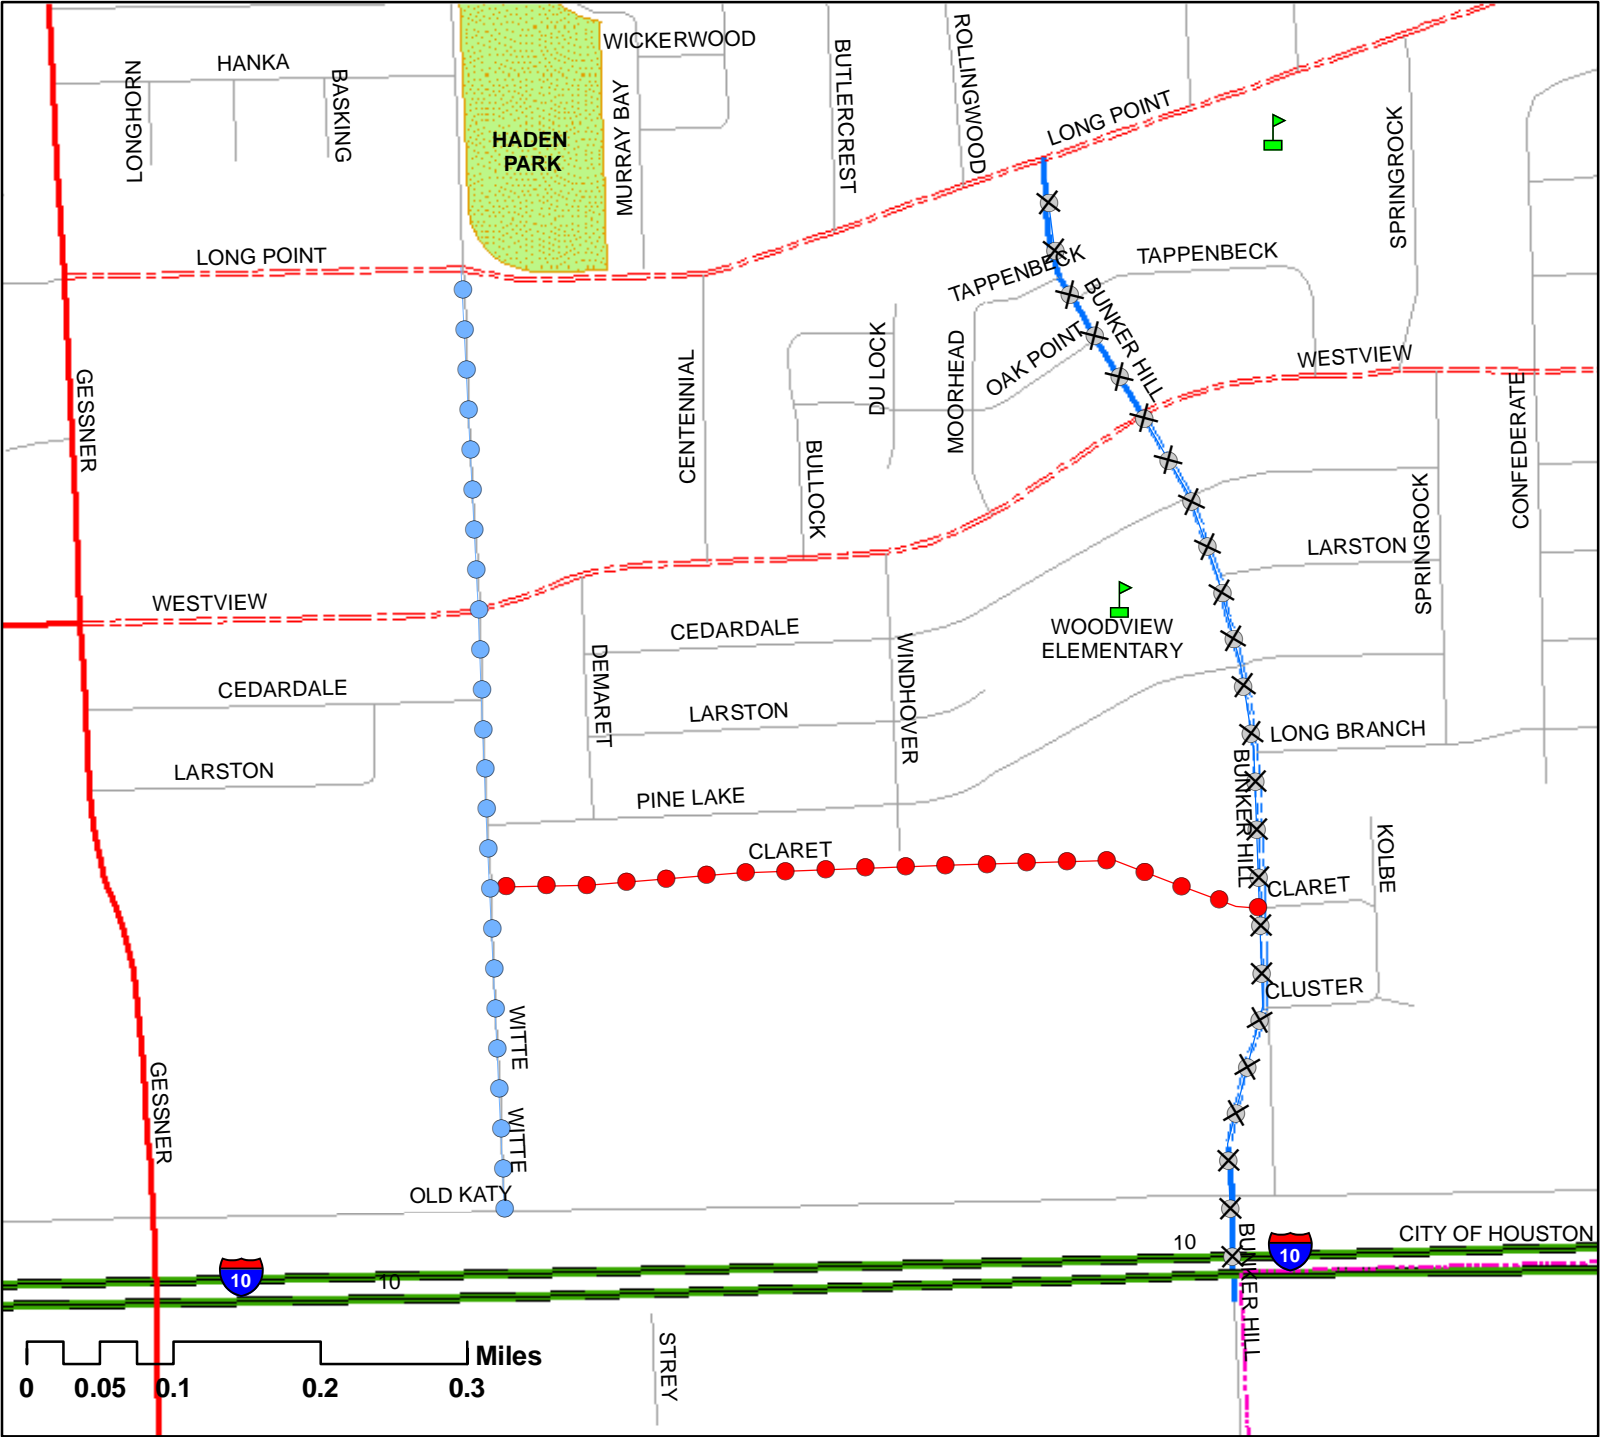 WICKERWOOD
HANKA
LONGHORN
BASKING
HADEN
PARK
MURRAY BAY
BUTLERCREST
ROLLINGWOOD
LONG POINT
SPRINGROCK
LONG POINT
TAPPENBECK
TAPPENBECK
BUNKER HILL
DULOCK
MOORHEAD
OAK POINT
WESTVIEW
GESSNER
CENTENNIAL
BULLOCK
CONFEDERATE
SPRINGROCK
LARSTON
WESTVIEW
CEDARDALE
WOODVIEW
ELEMENTARY
DEMARET
WINDHOVER
CEDARDALE
LARSTON
LONG BRANCH
LARSTON
PINE LAKE
BUNKER HILL
CLARET
KOLBE
CLARET
CLUSTER
WITTE
GESSNER
WITTE
OLD KATY
10
BUNKER HILL
10
CITY OF HOUSTON
10
10
STREY
Miles
0 0.05 0.1 0.2 0.3